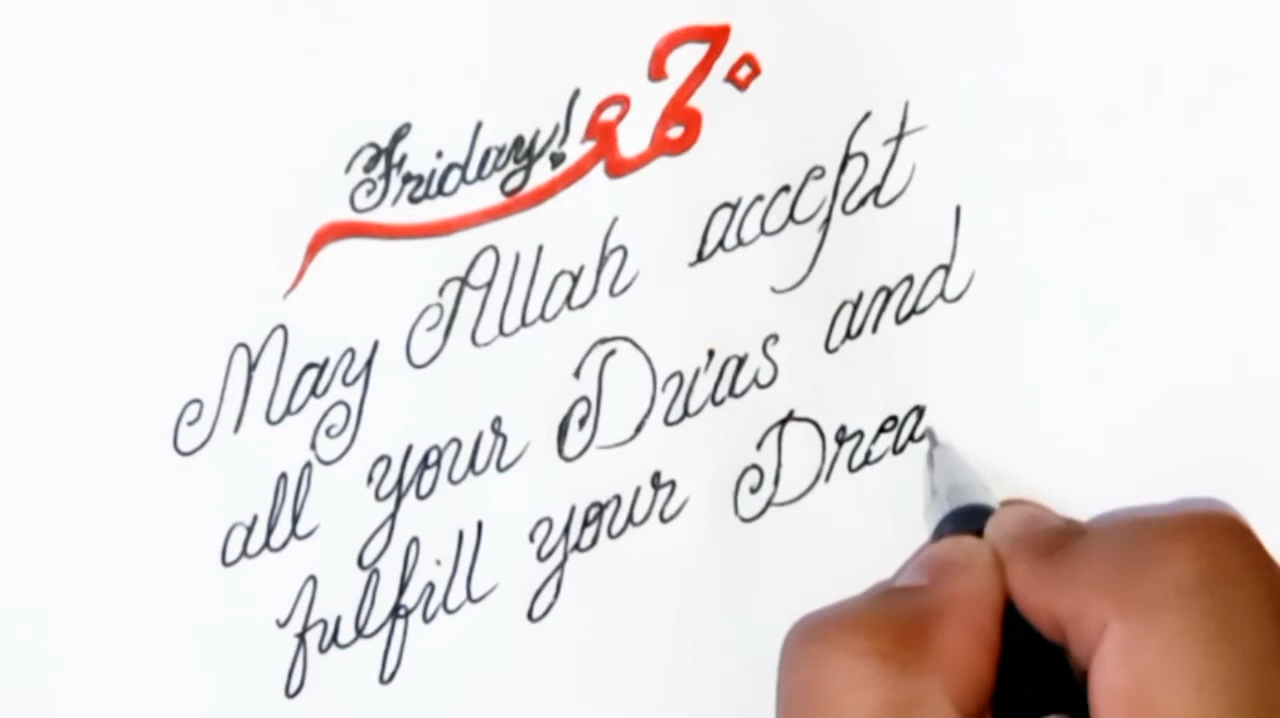 Friday!
May Allah accept
all your Du'as and
fulfill your Drea